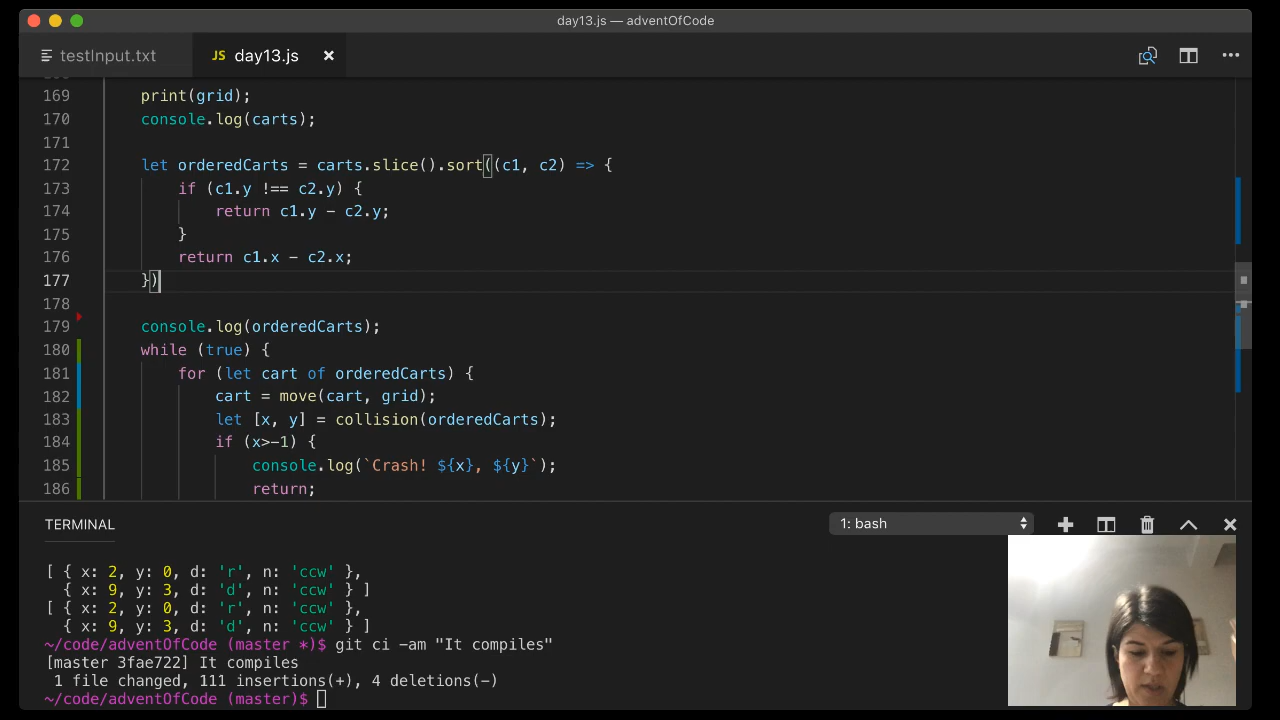 day13.js — adventOfCode
testInput.txt
JS day13.js
169 print(grid);
170 console.log(carts);
171
172 let orderedCarts = carts.slice().sort((c1, c2) => {
173 if (c1.y !== c2.y) {
174 return c1.y - c2.y;
175 }
176 return c1.x - c2.x;
177 })
178
179 console.log(orderedCarts);
180 while (true) {
181 for (let cart of orderedCarts) {
182 cart = move(cart, grid);
183 let [x, y] = collision(orderedCarts);
184 if (x>-1) {
185 console.log(`Crash! ${x}, ${y}`);
186 return;
TERMINAL
1: bash
[ { x: 2, y: 0, d: 'r', n: 'ccw' },
{ x: 9, y: 3, d: 'd', n: 'ccw' } ]
[ { x: 2, y: 0, d: 'r', n: 'ccw' },
{ x: 9, y: 3, d: 'd', n: 'ccw' } ]
~/code/adventOfCode (master *)$ git ci -am "It compiles"
[master 3fae722] It compiles
1 file changed, 111 insertions(+), 4 deletions(-)
~/code/adventOfCode (master)$